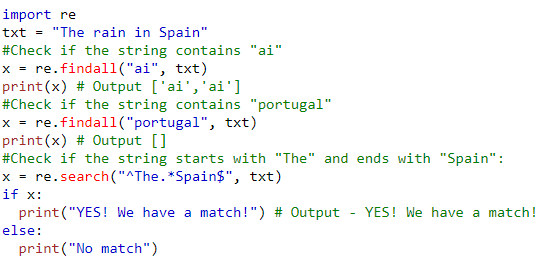 import re
txt = "The rain in Spain"
#Check if the string contains "ai"
x = re.findall("ai", txt)
print(x) # Output ['ai','ai']
#Check if the string contains "portugal"
x = re.findall("portugal", txt)
print(x) # Output []
#Check if the string starts with "The" and ends with "Spain":
x = re.search("^The.*Spain$", txt)
if x:
  print("YES! We have a match!") # Output - YES! We have a match!
else:
  print("No match")